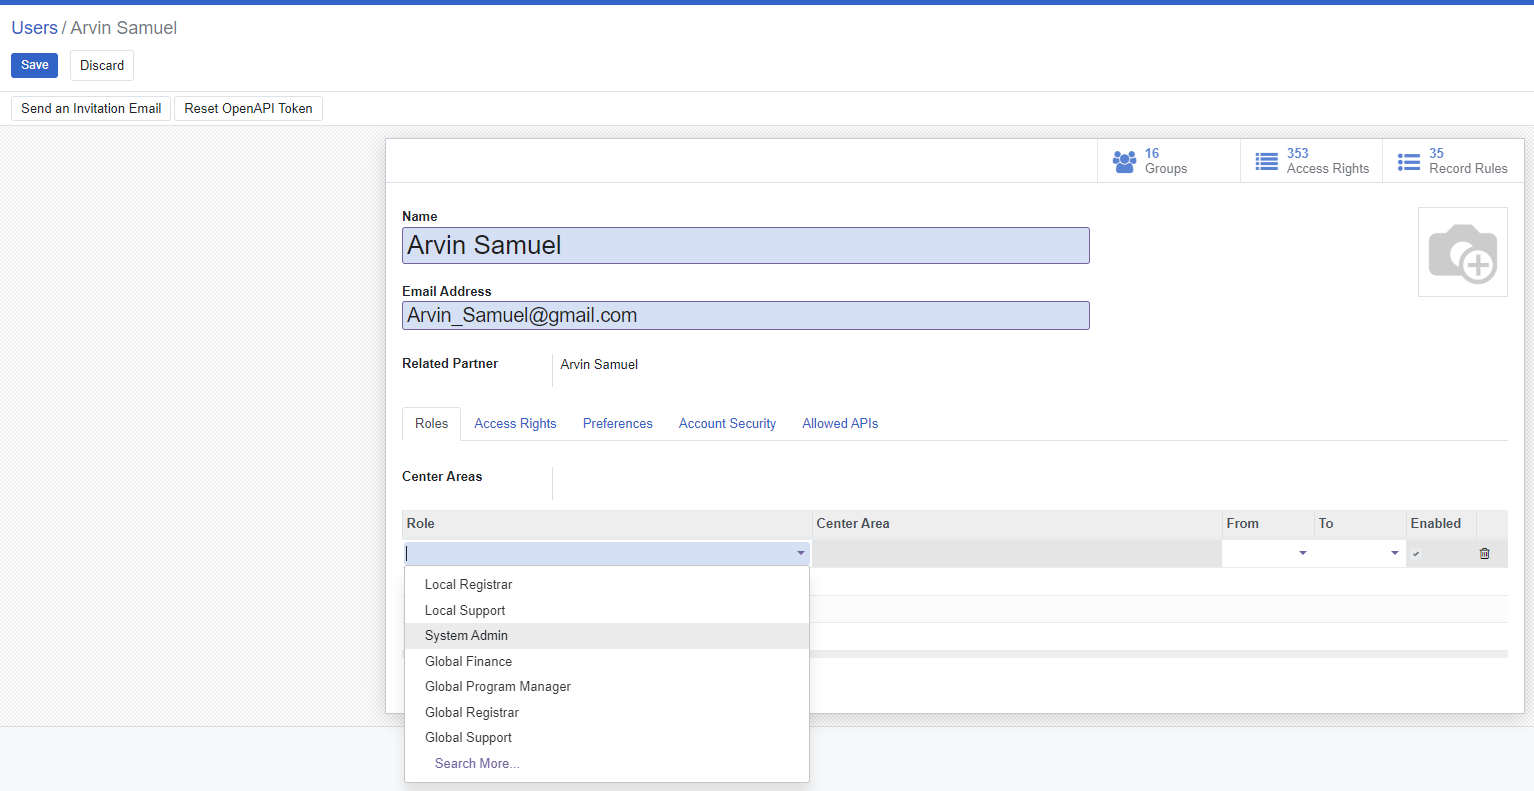 Users / Arvin Samuel
Save Discard
Send an Invitation Email Reset OpenAPI Token
16 Groups
353 Access Rights
35 Record Rules
Name
Arvin Samuel
Email Address
Arvin_Samuel@gmail.com
Related Partner Arvin Samuel
Roles Access Rights Preferences Account Security Allowed APIs
Center Areas
Role Center Area From To Enabled
Local Registrar
Local Support
System Admin
Global Finance
Global Program Manager
Global Registrar
Global Support
Search More...